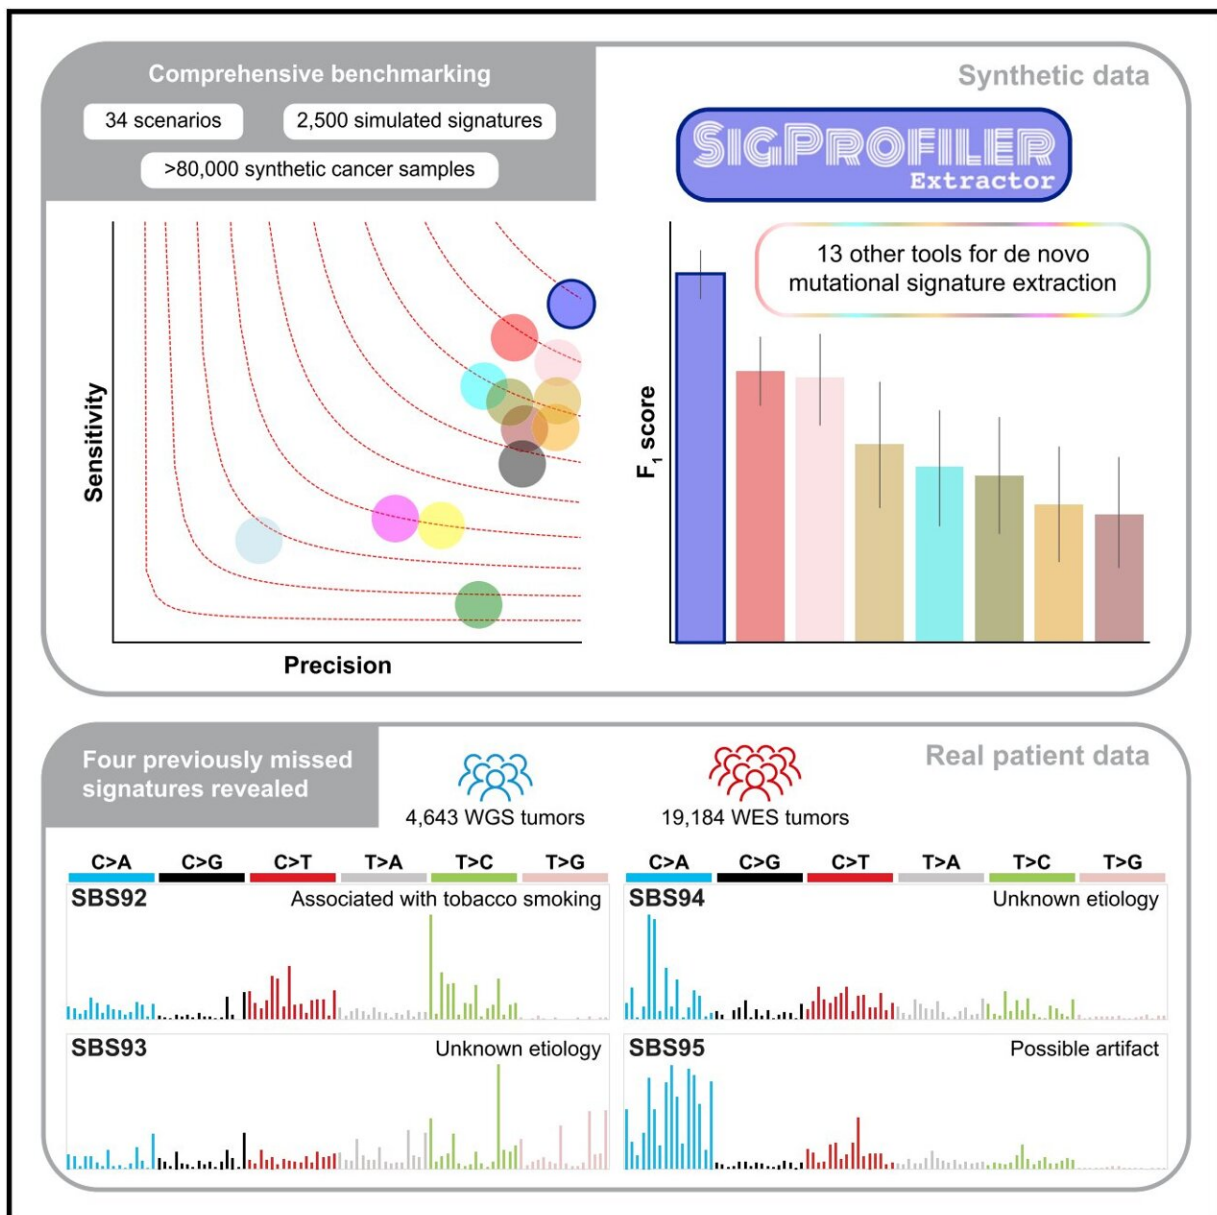 Comprehensive benchmarking
34 scenarios
2,500 simulated signatures
>80,000 synthetic cancer samples
Synthetic data
SIGPROFILER
Extractor
13 other tools for de novo
mutational signature extraction
Sensitivity
Precision
F1 score
Four previously missed
signatures revealed
Real patient data
4,643 WGS tumors
19,184 WES tumors
C>A C>G C>T T>A T>C T>G
C>A C>G C>T T>A T>C T>G
SBS92
Associated with tobacco smoking
SBS94
Unknown etiology
SBS93
Unknown etiology
SBS95
Possible artifact